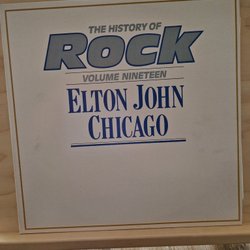 THE HISTORY OF
ROCK
VOLUME NINETEEN
ELTON JOHN
CHICAGO